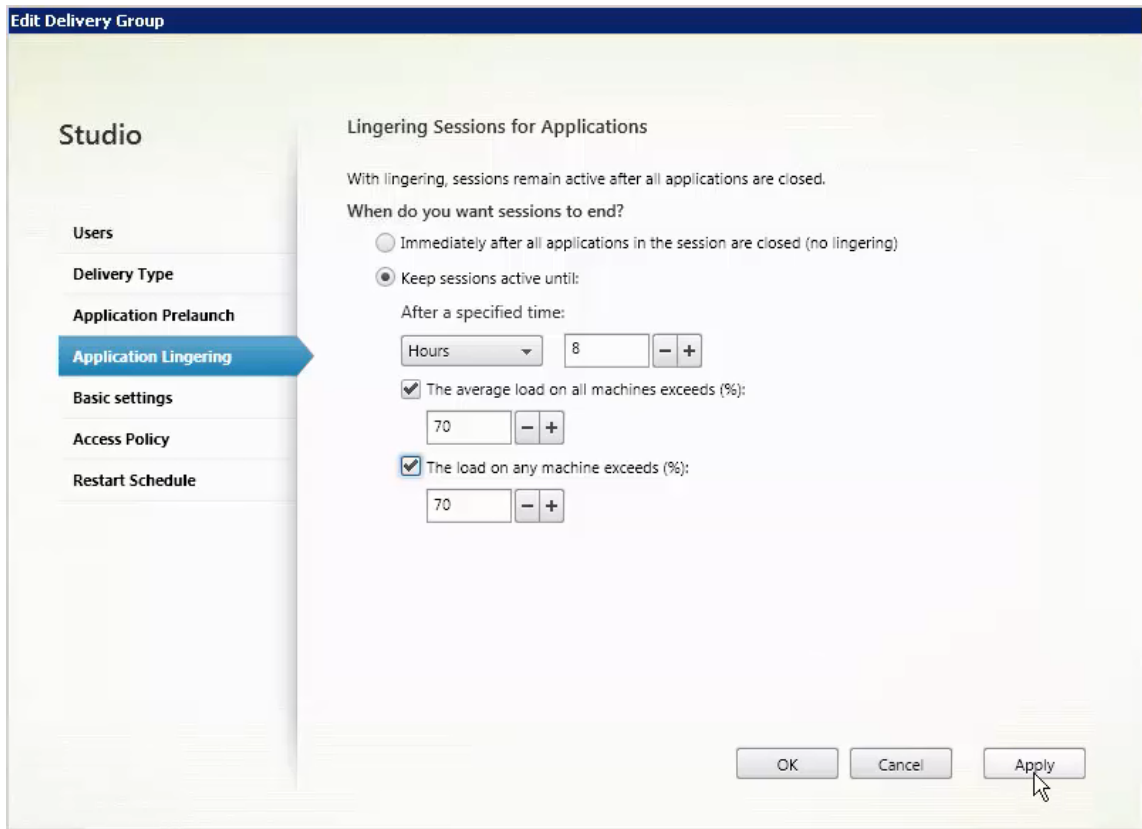 Edit Delivery Group
Studio
Users
Delivery Type
Application Prelaunch
Application Lingering
Basic settings
Access Policy
Restart Schedule
Lingering Sessions for Applications
With lingering, sessions remain active after all applications are closed.
When do you want sessions to end?
Immediately after all applications in the session are closed (no lingering)
Keep sessions active until:
After a specified time:
Hours 8 − +
The average load on all machines exceeds (%):
70 − +
The load on any machine exceeds (%):
70 − +
OK Cancel Apply